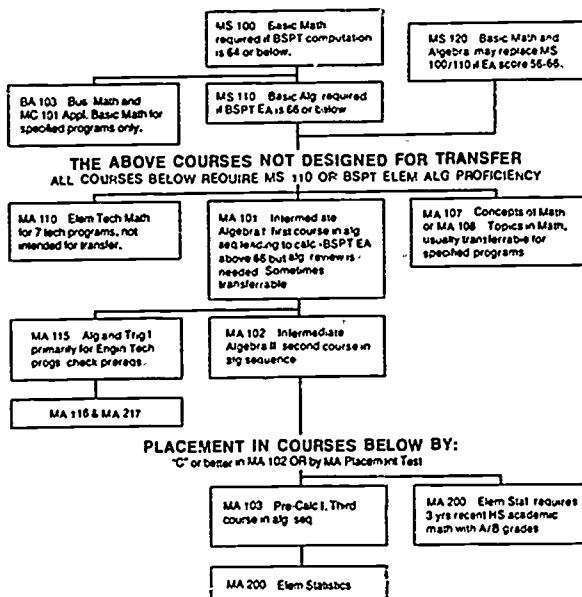 MS 100 Basic Math
required if BSPT computation
is 64 or below.
MS 120 Basic Math and
Algebra may replace MS
100/110 if EA score 56-66.
BA 103 Bus Math and
MC 101 Appl. Basic Math for
specified programs only.
MS 110 Basic Alg required
if BSPT EA is 66 or below
THE ABOVE COURSES NOT DESIGNED FOR TRANSFER
ALL COURSES BELOW REQUIRE MS 110 OR BSPT ELEM ALG PROFICIENCY
MA 110 Elem Tech Math
for 7 tech programs, not
intended for transfer.
MA 101 Intermediate
Algebra I first course in alg
seq leading to calc - BSPT EA
above 66 but alg review is
needed Sometimes
transferrable
MA 107 Concepts of Math
or MA 108 Topics in Math,
usually transferrable for
specified programs
MA 115 Alg and Trig I
primarily for Engin Tech
progs check prereqs.
MA 102 Intermediate
Algebra II second course in
alg sequence
MA 116 & MA 217
PLACEMENT IN COURSES BELOW BY:
"C" or better in MA 102 OR by MA Placement Test
MA 103 Pre-Calc I, Third
course in alg seq
MA 200 Elem Stat requires
3 yrs recent HS academic
math with A/B grades
MA 200 Elem Statistics